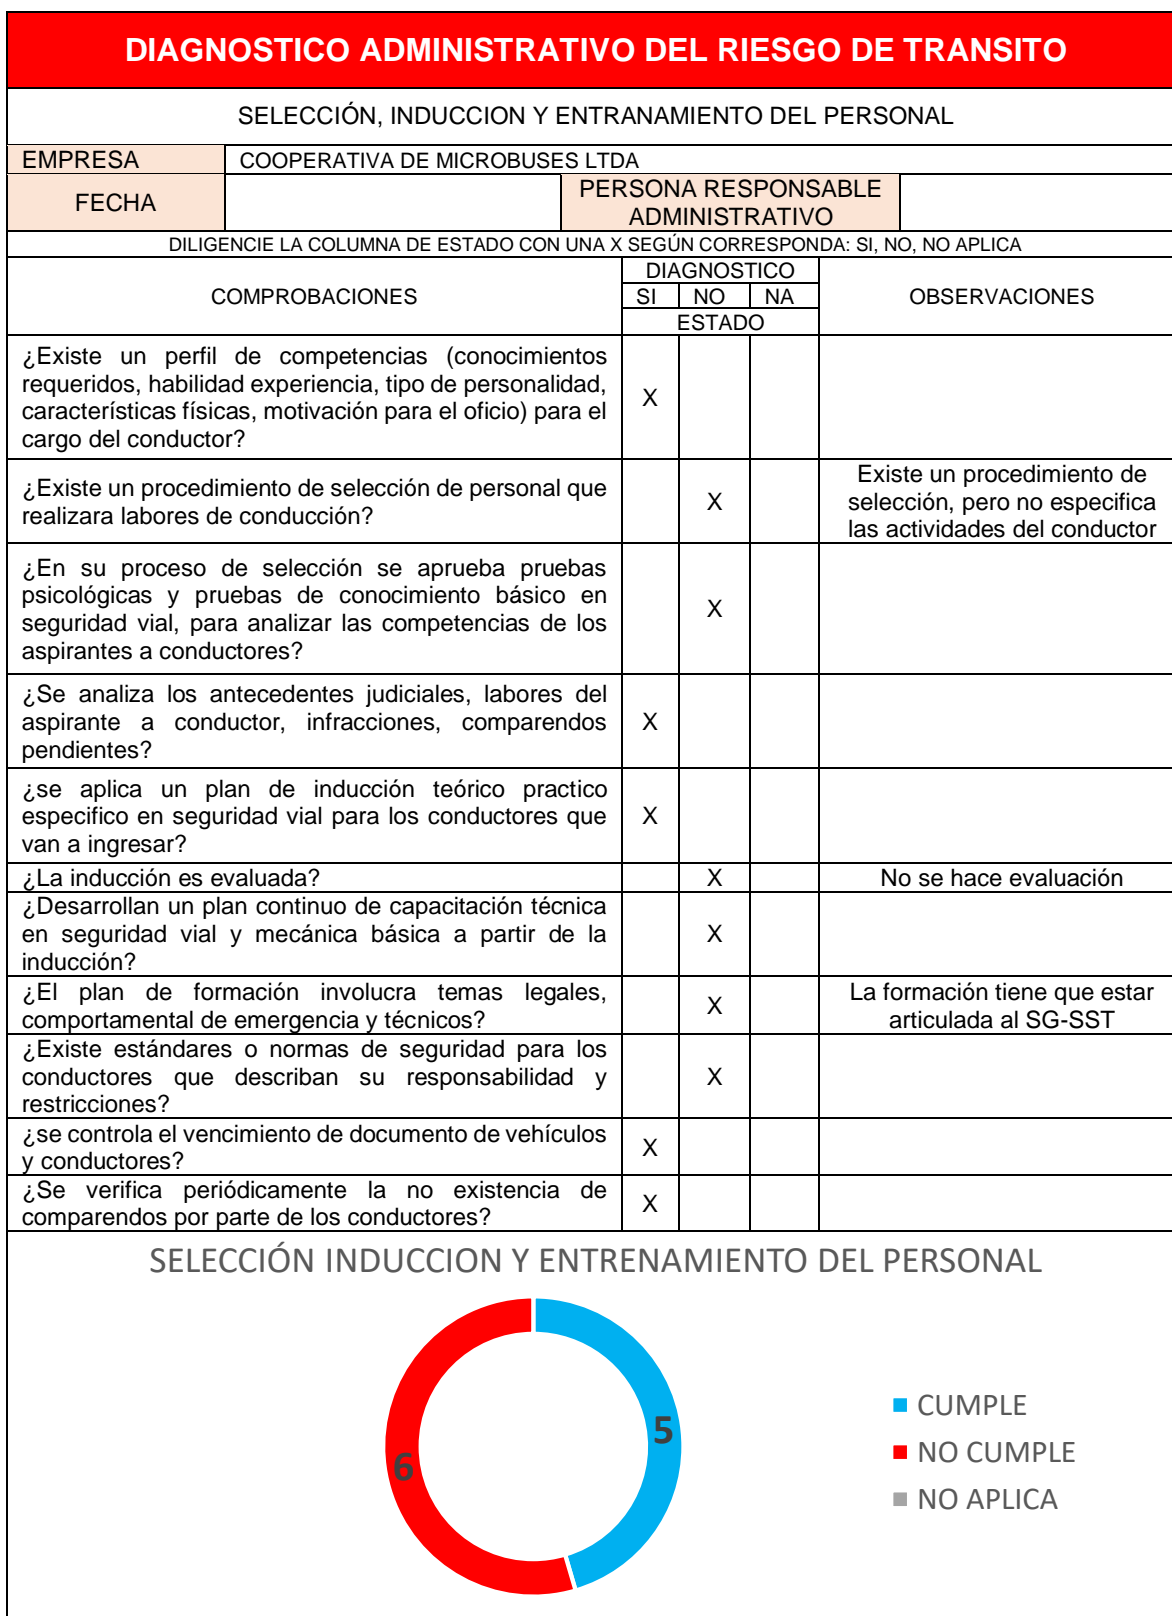 DIAGNOSTICO ADMINISTRATIVO DEL RIESGO DE TRANSITO
SELECCIÓN, INDUCCION Y ENTRANAMIENTO DEL PERSONAL
EMPRESA COOPERATIVA DE MICROBUSES LTDA
FECHA
PERSONA RESPONSABLE
ADMINISTRATIVO
DILIGENCIE LA COLUMNA DE ESTADO CON UNA X SEGÚN CORRESPONDA: SI, NO, NO APLICA
COMPROBACIONES
DIAGNOSTICO
SI NO NA
ESTADO
OBSERVACIONES
¿Existe un perfil de competencias (conocimientos
requeridos, habilidad experiencia, tipo de personalidad,
características físicas, motivación para el oficio) para el
cargo del conductor?
X
¿Existe un procedimiento de selección de personal que
realizara labores de conducción?
X
Existe un procedimiento de
selección, pero no especifica
las actividades del conductor
¿En su proceso de selección se aprueba pruebas
psicológicas y pruebas de conocimiento básico en
seguridad vial, para analizar las competencias de los
aspirantes a conductores?
X
¿Se analiza los antecedentes judiciales, labores del
aspirante a conductor, infracciones, comparendos
pendientes?
X
¿se aplica un plan de inducción teórico practico
especifico en seguridad vial para los conductores que
van a ingresar?
X
¿La inducción es evaluada? X No se hace evaluación
¿Desarrollan un plan continuo de capacitación técnica
en seguridad vial y mecánica básica a partir de la
inducción?
X
¿El plan de formación involucra temas legales,
comportamental de emergencia y técnicos?
X
La formación tiene que estar
articulada al SG-SST
¿Existe estándares o normas de seguridad para los
conductores que describan su responsabilidad y
restricciones?
X
¿se controla el vencimiento de documento de vehículos
y conductores?
X
¿Se verifica periódicamente la no existencia de
comparendos por parte de los conductores?
X
SELECCIÓN INDUCCION Y ENTRENAMIENTO DEL PERSONAL
5
6
CUMPLE
NO CUMPLE
NO APLICA